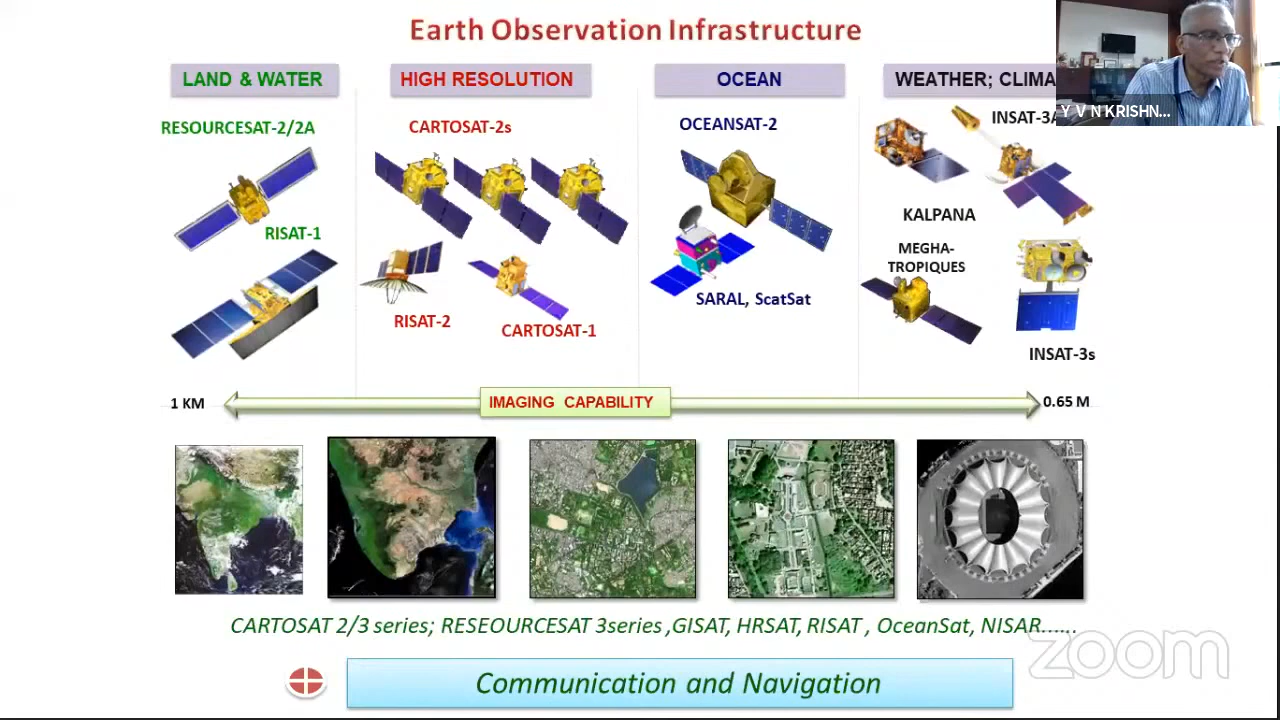 Earth Observation Infrastructure
LAND & WATER
HIGH RESOLUTION
OCEAN
WEATHER; CLIMA
Y V N KRISHN...
RESOURCESAT-2/2A
CARTOSAT-2s
OCEANSAT-2
INSAT-3A
RISAT-1
KALPANA
MEGHA-
TROPIQUES
RISAT-2
CARTOSAT-1
SARAL, ScatSat
INSAT-3s
1 KM
IMAGING CAPABILITY
0.65 M
CARTOSAT 2/3 series; RESEOURCESAT 3series ,GISAT, HRSAT, RISAT , OceanSat, NISAR......
zoom
Communication and Navigation